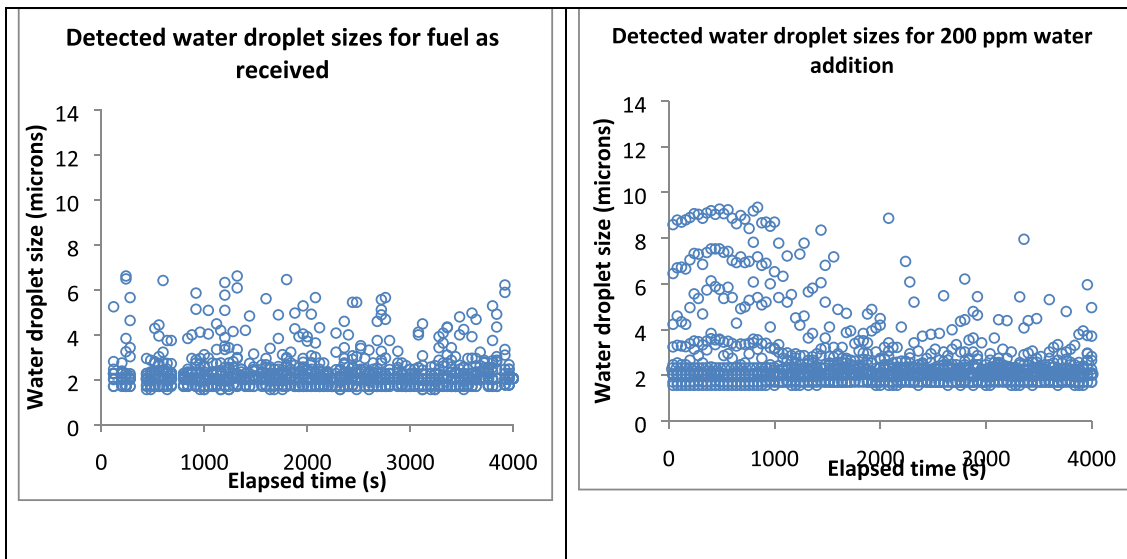 Detected water droplet sizes for fuel as
received
Water droplet size (microns)
14
12
10
8
6
4
2
0
0 1000 2000 3000 4000
Elapsed time (s)
Detected water droplet sizes for 200 ppm water
addition
Water droplet size (microns)
14
12
10
8
6
4
2
0
0 1000 2000 3000 4000
Elapsed time (s)